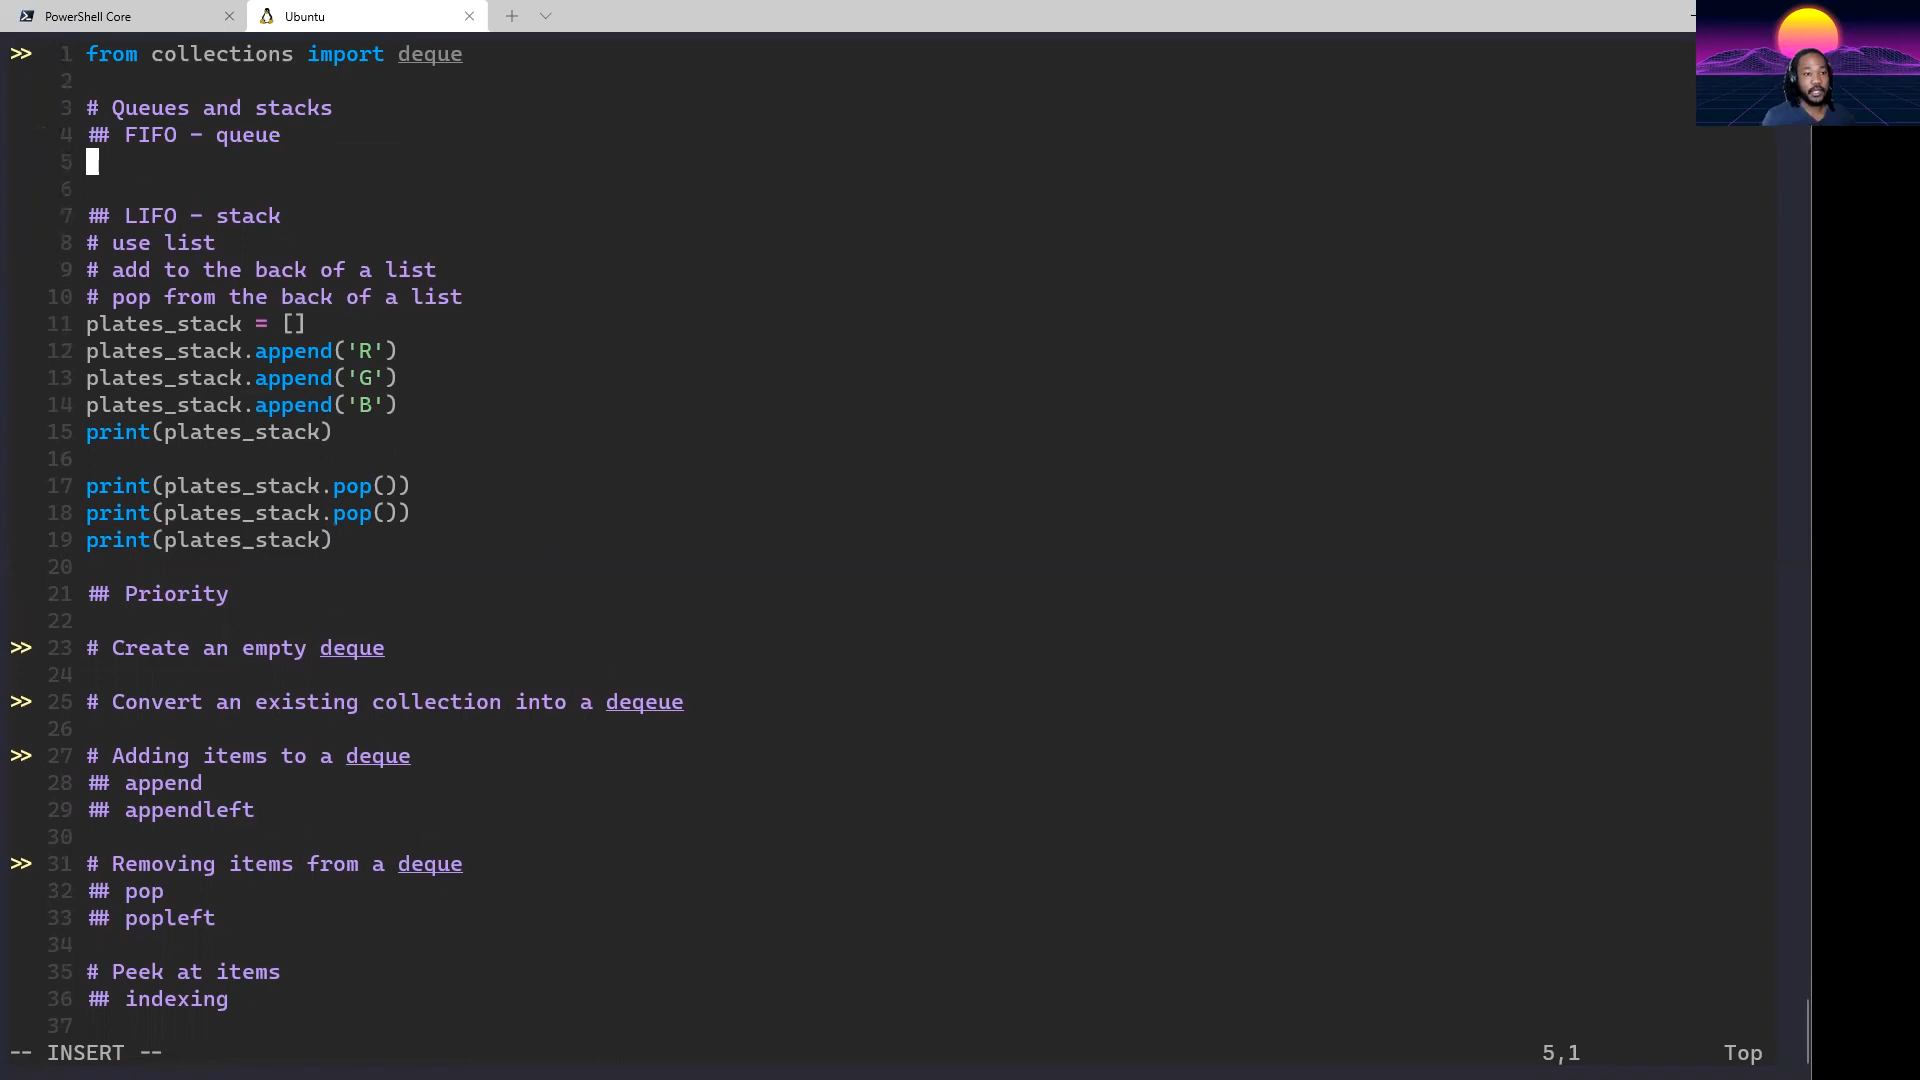 PowerShell Core
Ubuntu
>> 1 from collections import deque
2
3 # Queues and stacks
4 ## FIFO - queue
5
6
7 ## LIFO - stack
8 # use list
9 # add to the back of a list
10 # pop from the back of a list
11 plates_stack = []
12 plates_stack.append('R')
13 plates_stack.append('G')
14 plates_stack.append('B')
15 print(plates_stack)
16
17 print(plates_stack.pop())
18 print(plates_stack.pop())
19 print(plates_stack)
20
21 ## Priority
22
>> 23 # Create an empty deque
24
>> 25 # Convert an existing collection into a deqeue
26
>> 27 # Adding items to a deque
28 ## append
29 ## appendleft
30
>> 31 # Removing items from a deque
32 ## pop
33 ## popleft
34
35 # Peek at items
36 ## indexing
37
-- INSERT -- 5,1 Top